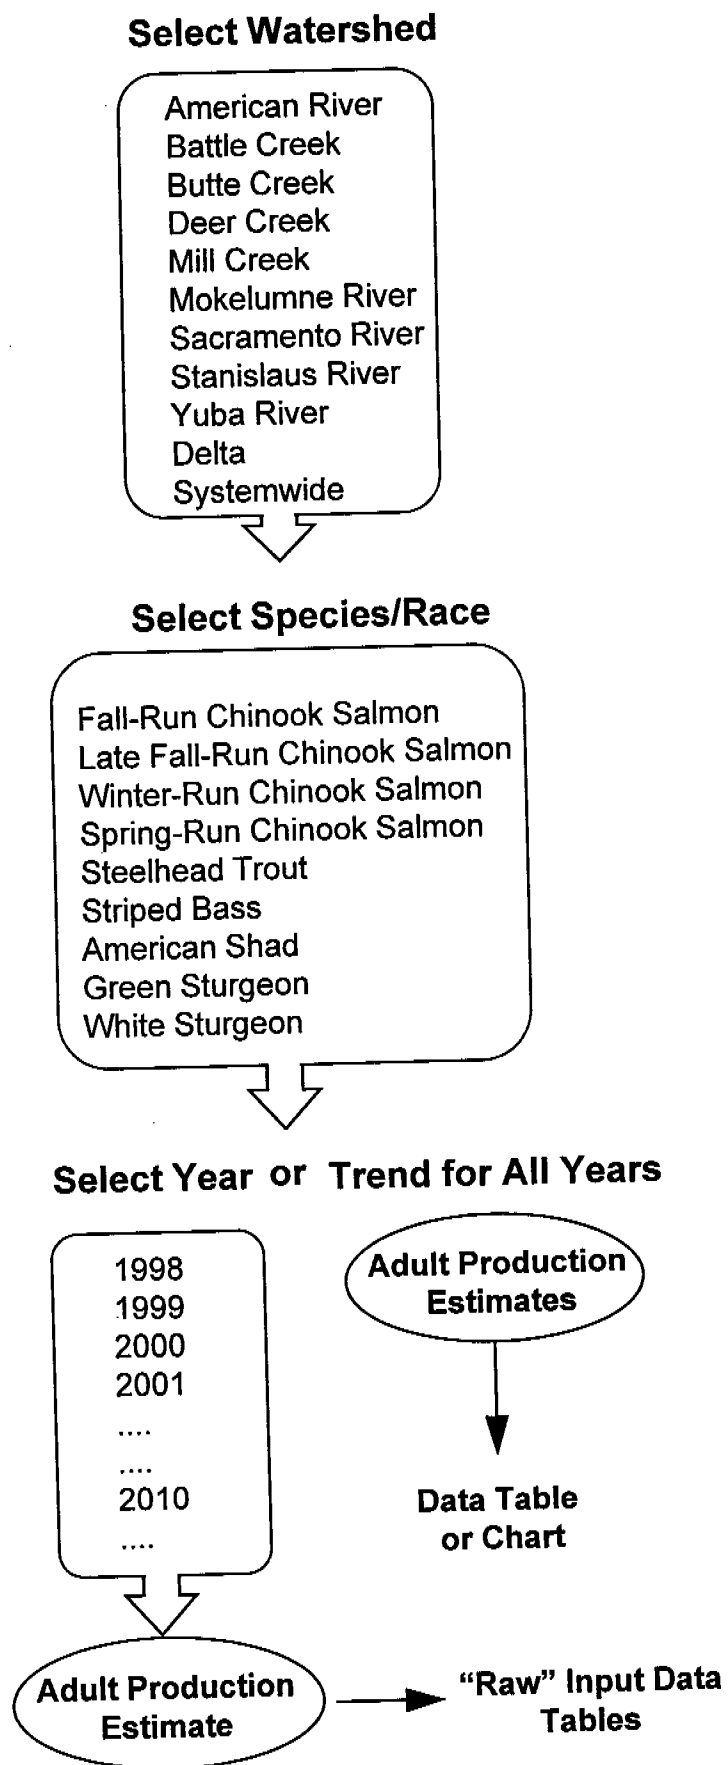 Select Watershed
American River
Battle Creek
Butte Creek
Deer Creek
Mill Creek
Mokelumne River
Sacramento River
Stanislaus River
Yuba River
Delta
Systemwide
Select Species/Race
Fall-Run Chinook Salmon
Late Fall-Run Chinook Salmon
Winter-Run Chinook Salmon
Spring-Run Chinook Salmon
Steelhead Trout
Striped Bass
American Shad
Green Sturgeon
White Sturgeon
Select Year or Trend for All Years
1998
1999
2000
2001
....
....
2010
....
Adult Production
Estimates
Data Table
or Chart
Adult Production
Estimate
“Raw” Input Data
Tables